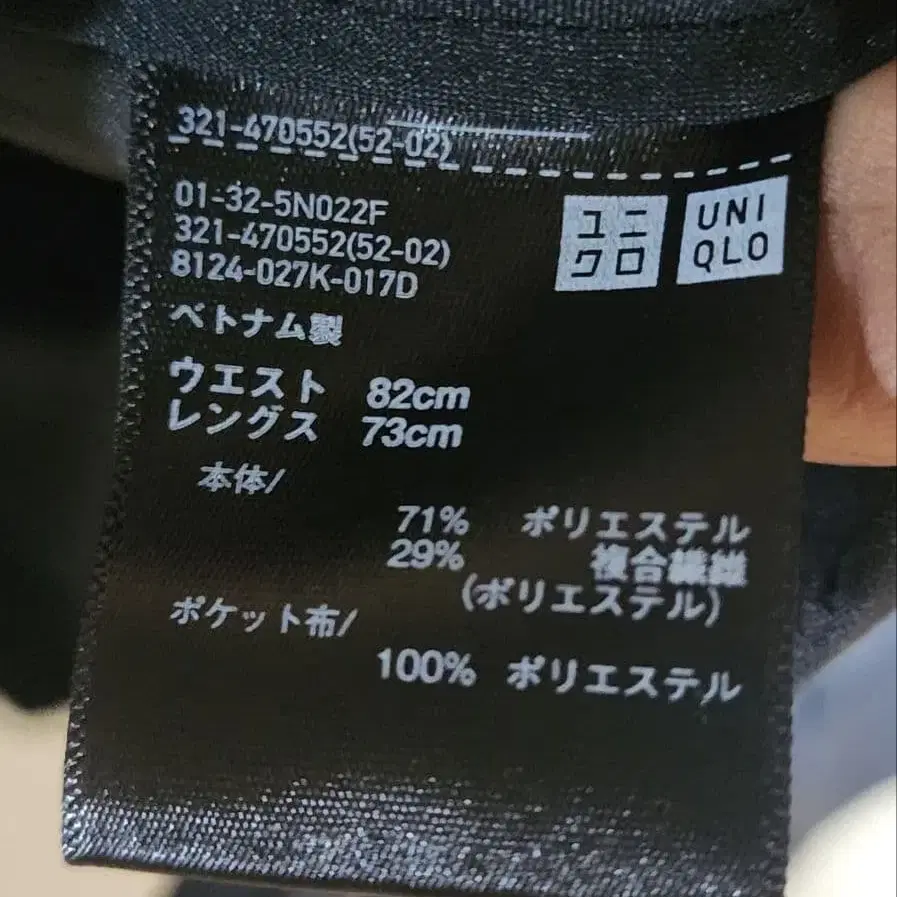 321-470552(52-02)
01-32-5N022F
321-470552(52-02)
8124-027K-017D
ユニ
クロ
UNI
QLO
ベトナム製
ウエスト 82cm
レングス 73cm
本体/
71% ポリエステル
29% 複合繊維
(ポリエステル)
ポケット布/
100% ポリエステル